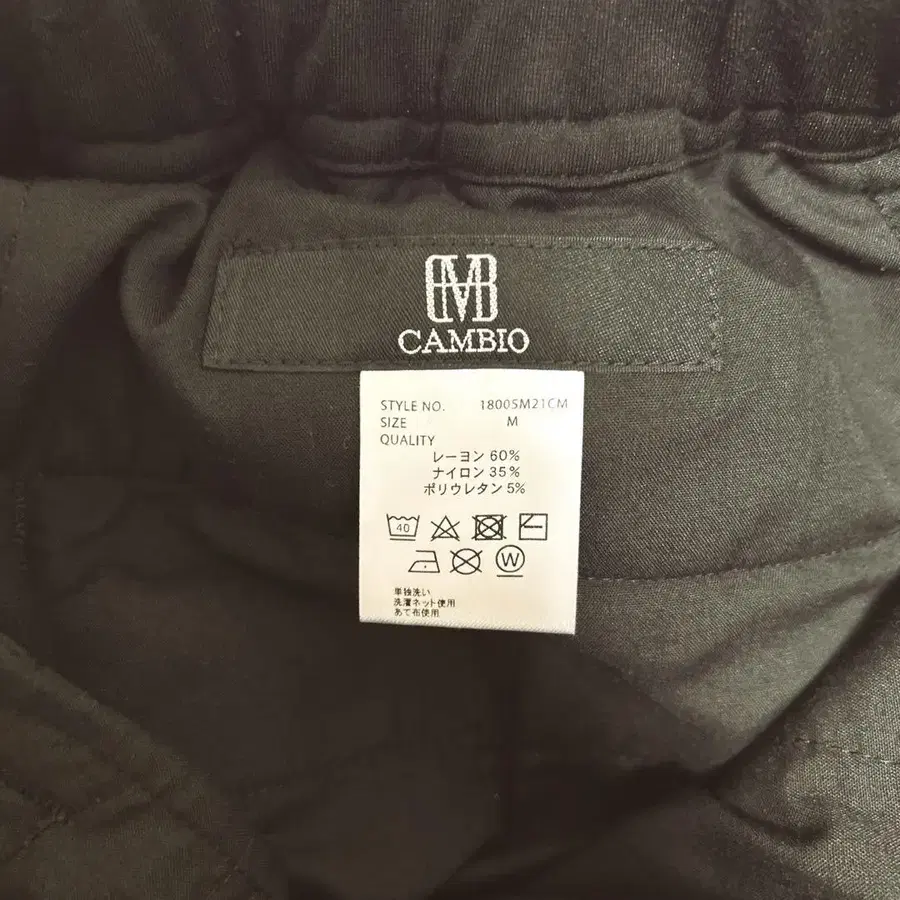 CAMBIO
STYLE NO. 18005M21CM
SIZE M
QUALITY
レーヨン 60%
ナイロン 35%
ポリウレタン 5%
40
W
単独洗い
洗濯ネット使用
あて布使用